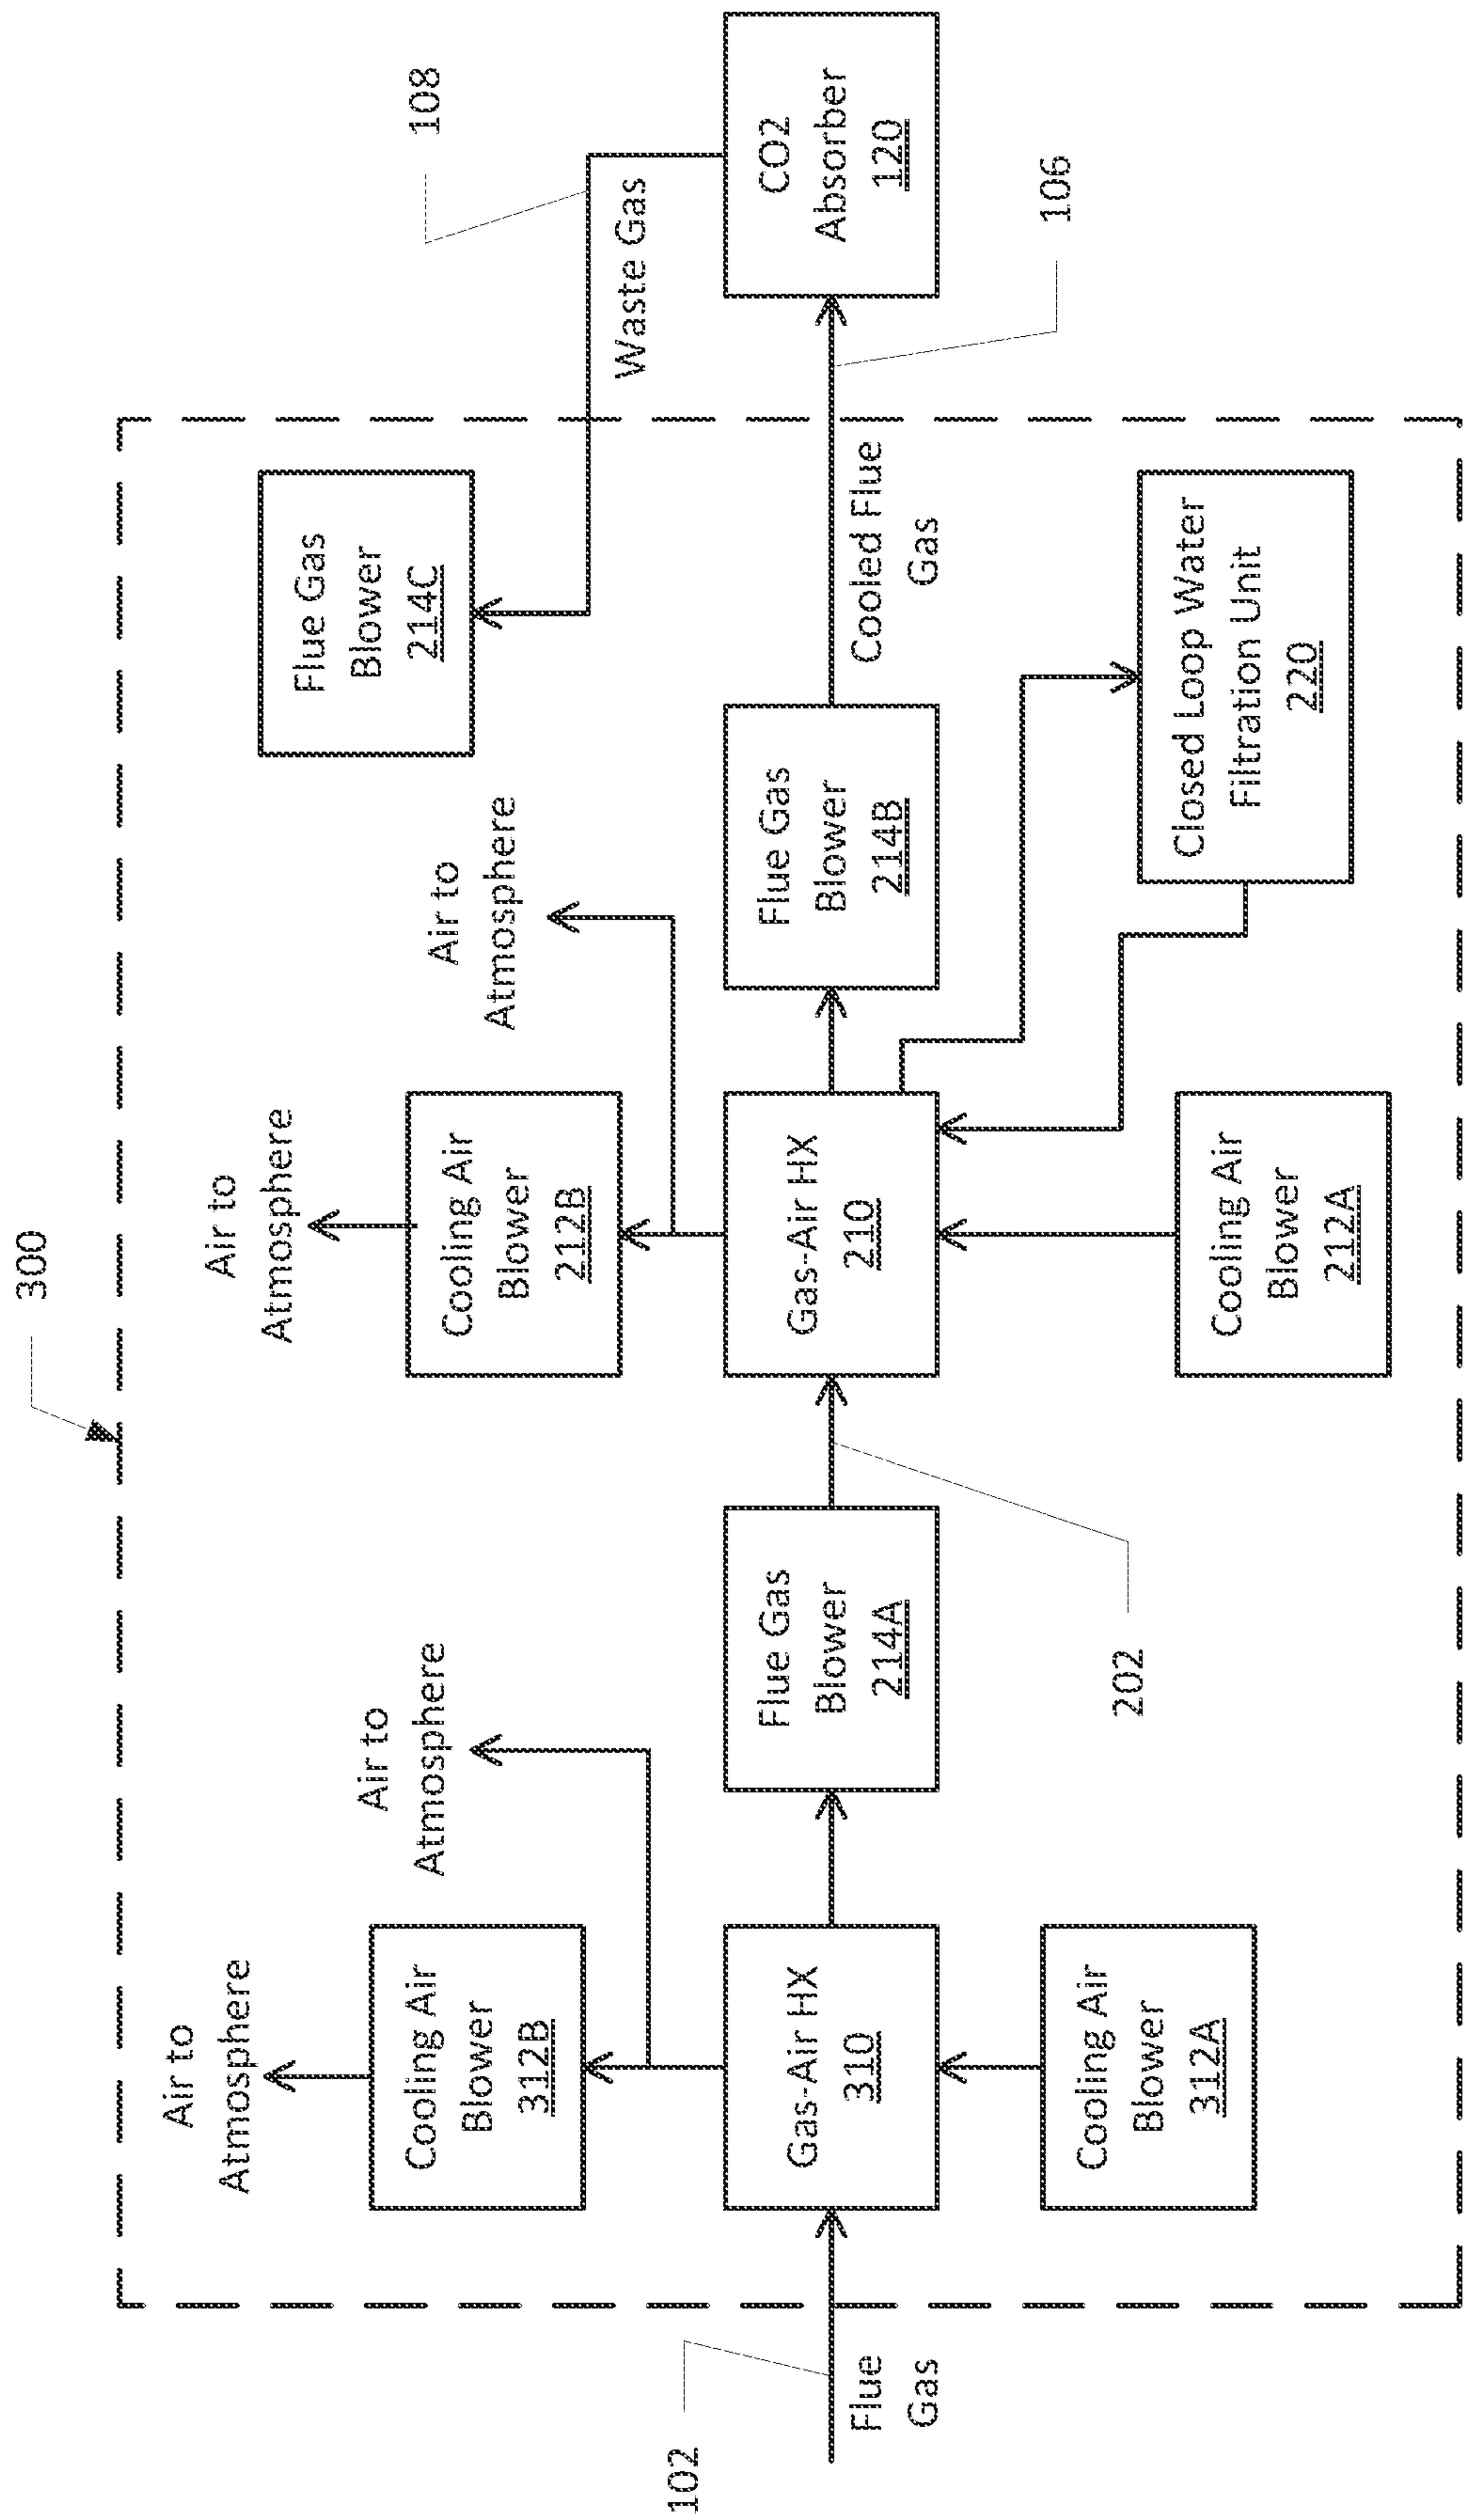 300
108
Air to
Atmosphere
Air to
Atmosphere
Air to
Atmosphere
Air to
Atmosphere
Flue Gas
Blower
214C
Waste Gas
Cooling Air
Blower
312B
Cooling Air
Blower
212B
102
Flue
Gas
Gas-Air HX
310
Flue Gas
Blower
214A
Gas-Air HX
210
Flue Gas
Blower
214B
Cooled Flue
Gas
CO2
Absorber
120
106
202
Cooling Air
Blower
312A
Cooling Air
Blower
212A
Closed Loop Water
Filtration Unit
220